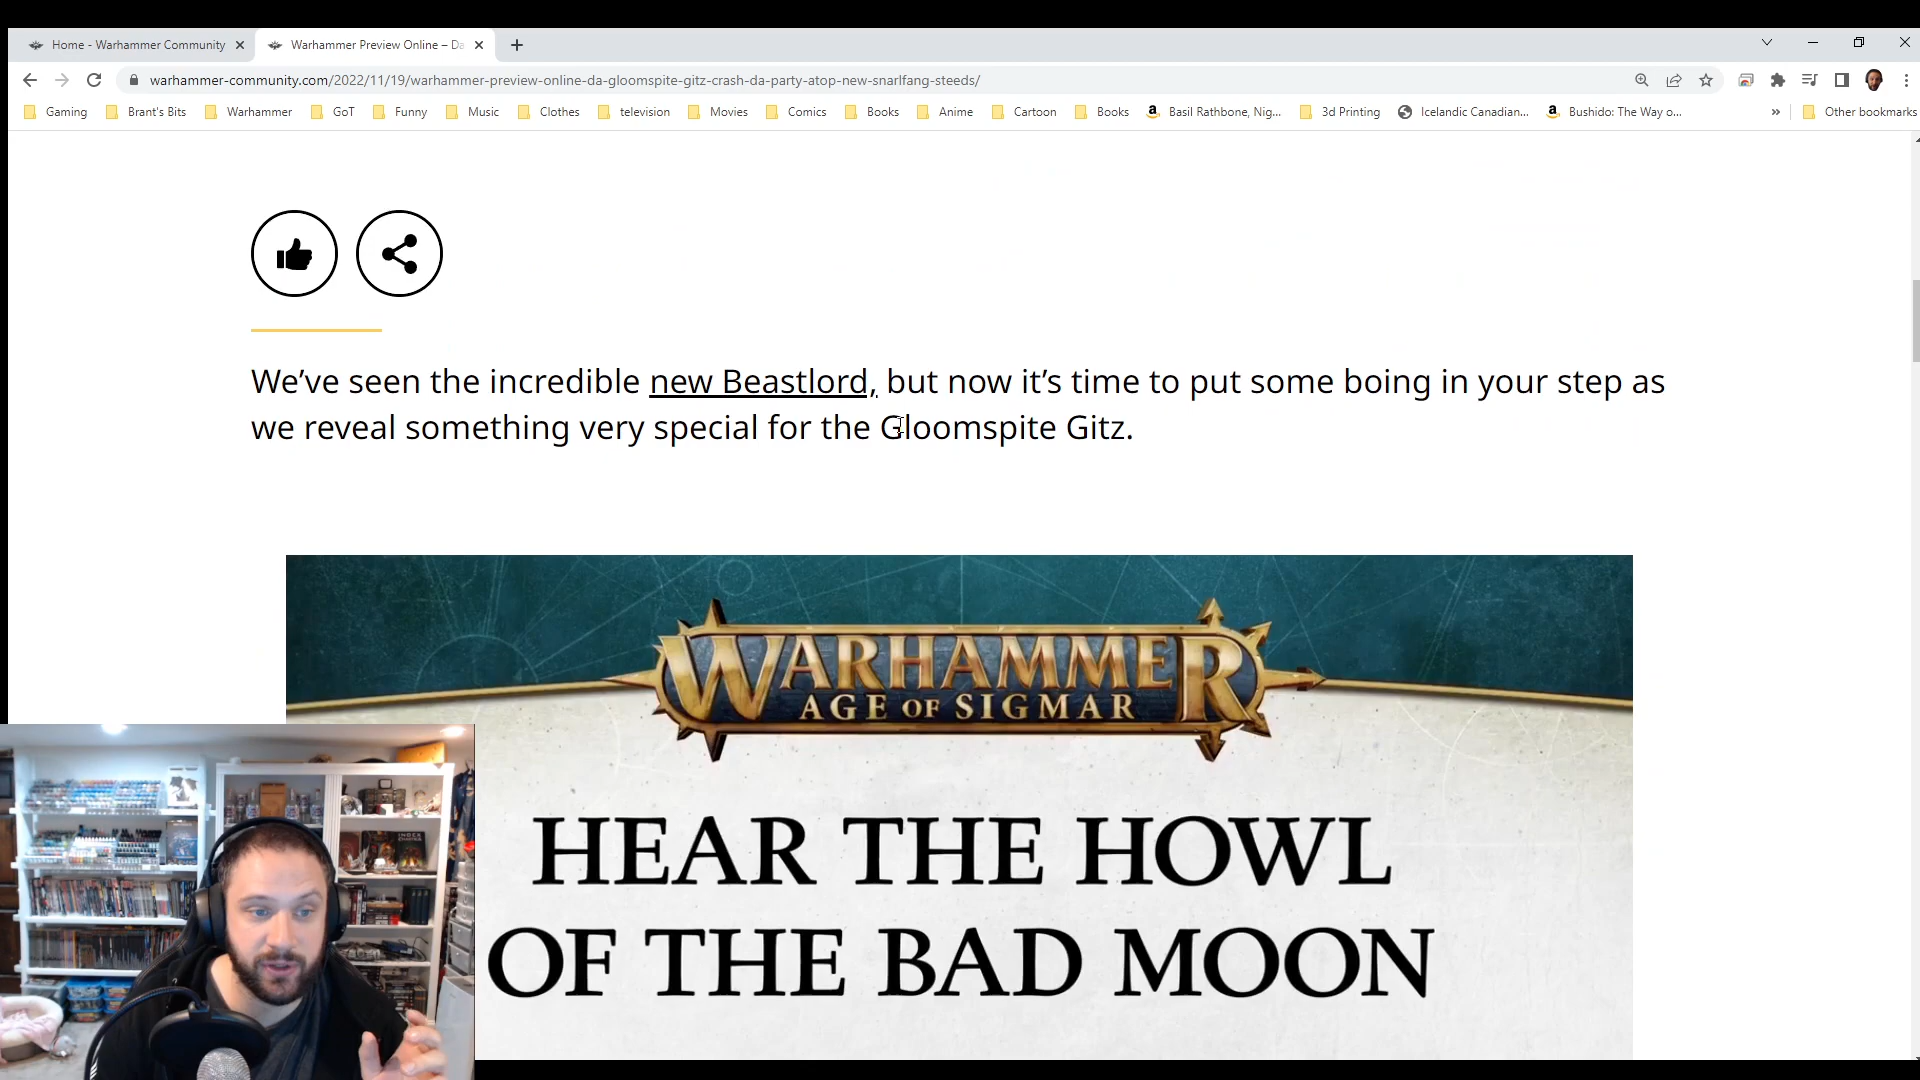 Home - Warhammer Community
Warhammer Preview Online – Da
warhammer-community.com/2022/11/19/warhammer-preview-online-da-gloomspite-gitz-crash-da-party-atop-new-snarlfang-steeds/
Gaming Brant's Bits Warhammer GoT Funny Music Clothes television Movies Comics Books Anime Cartoon Books Basil Rathbone, Nig... 3d Printing Icelandic Canadian... Bushido: The Way o... » Other bookmarks
We’ve seen the incredible new Beastlord, but now it’s time to put some boing in your step as
we reveal something very special for the Gloomspite Gitz.
WARHAMMER
AGE OF SIGMAR
HEAR THE HOWL
OF THE BAD MOON